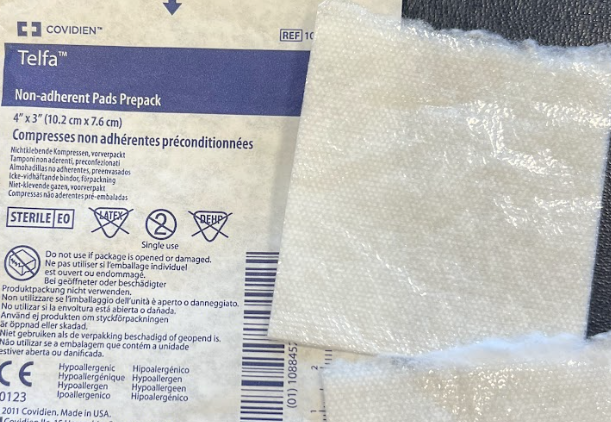 COVIDIEN™
REF 10
Telfa™
Non-adherent Pads Prepack
4" x 3" (10.2 cm x 7.6 cm)
Compresses non adhérentes préconditionnées
Nichtklebende Kompressen, vorverpackt
Tamponi non aderenti, preconfezionati
Almohadillas no adherentes, preenvasados
Icke-vidhäftande bindor, förpackning
Niet-klevende gazen, voorverpakt
Compressas não aderentes pré-embaladas
STERILE EO
LATEX
2
DEHP
Single use
Do not use if package is opened or damaged.
Ne pas utiliser si l'emballage individuel
est ouvert ou endommagé.
Bei geöffneter oder beschädigter
Produktpackung nicht verwenden.
Non utilizzare se l'imballaggio dell'unità è aperto o danneggiato.
No utilizar si la envoltura está abierta o dañada.
Använd ej produkten om styckförpackningen
är öppnad eller skadad.
Niet gebruiken als de verpakking beschadigd of geopend is.
Não utilizar se a embalagem que contém a unidade
estiver aberta ou danificada.
CE
0123
Hypoallergenic Hipoalergénico
Hypoallergénique Hypoallergen
Hypoallergen Hypoallergeen
Ipoallergenico Hipoalergénico
2011 Covidien. Made in USA.
(01) 1088452
2
1